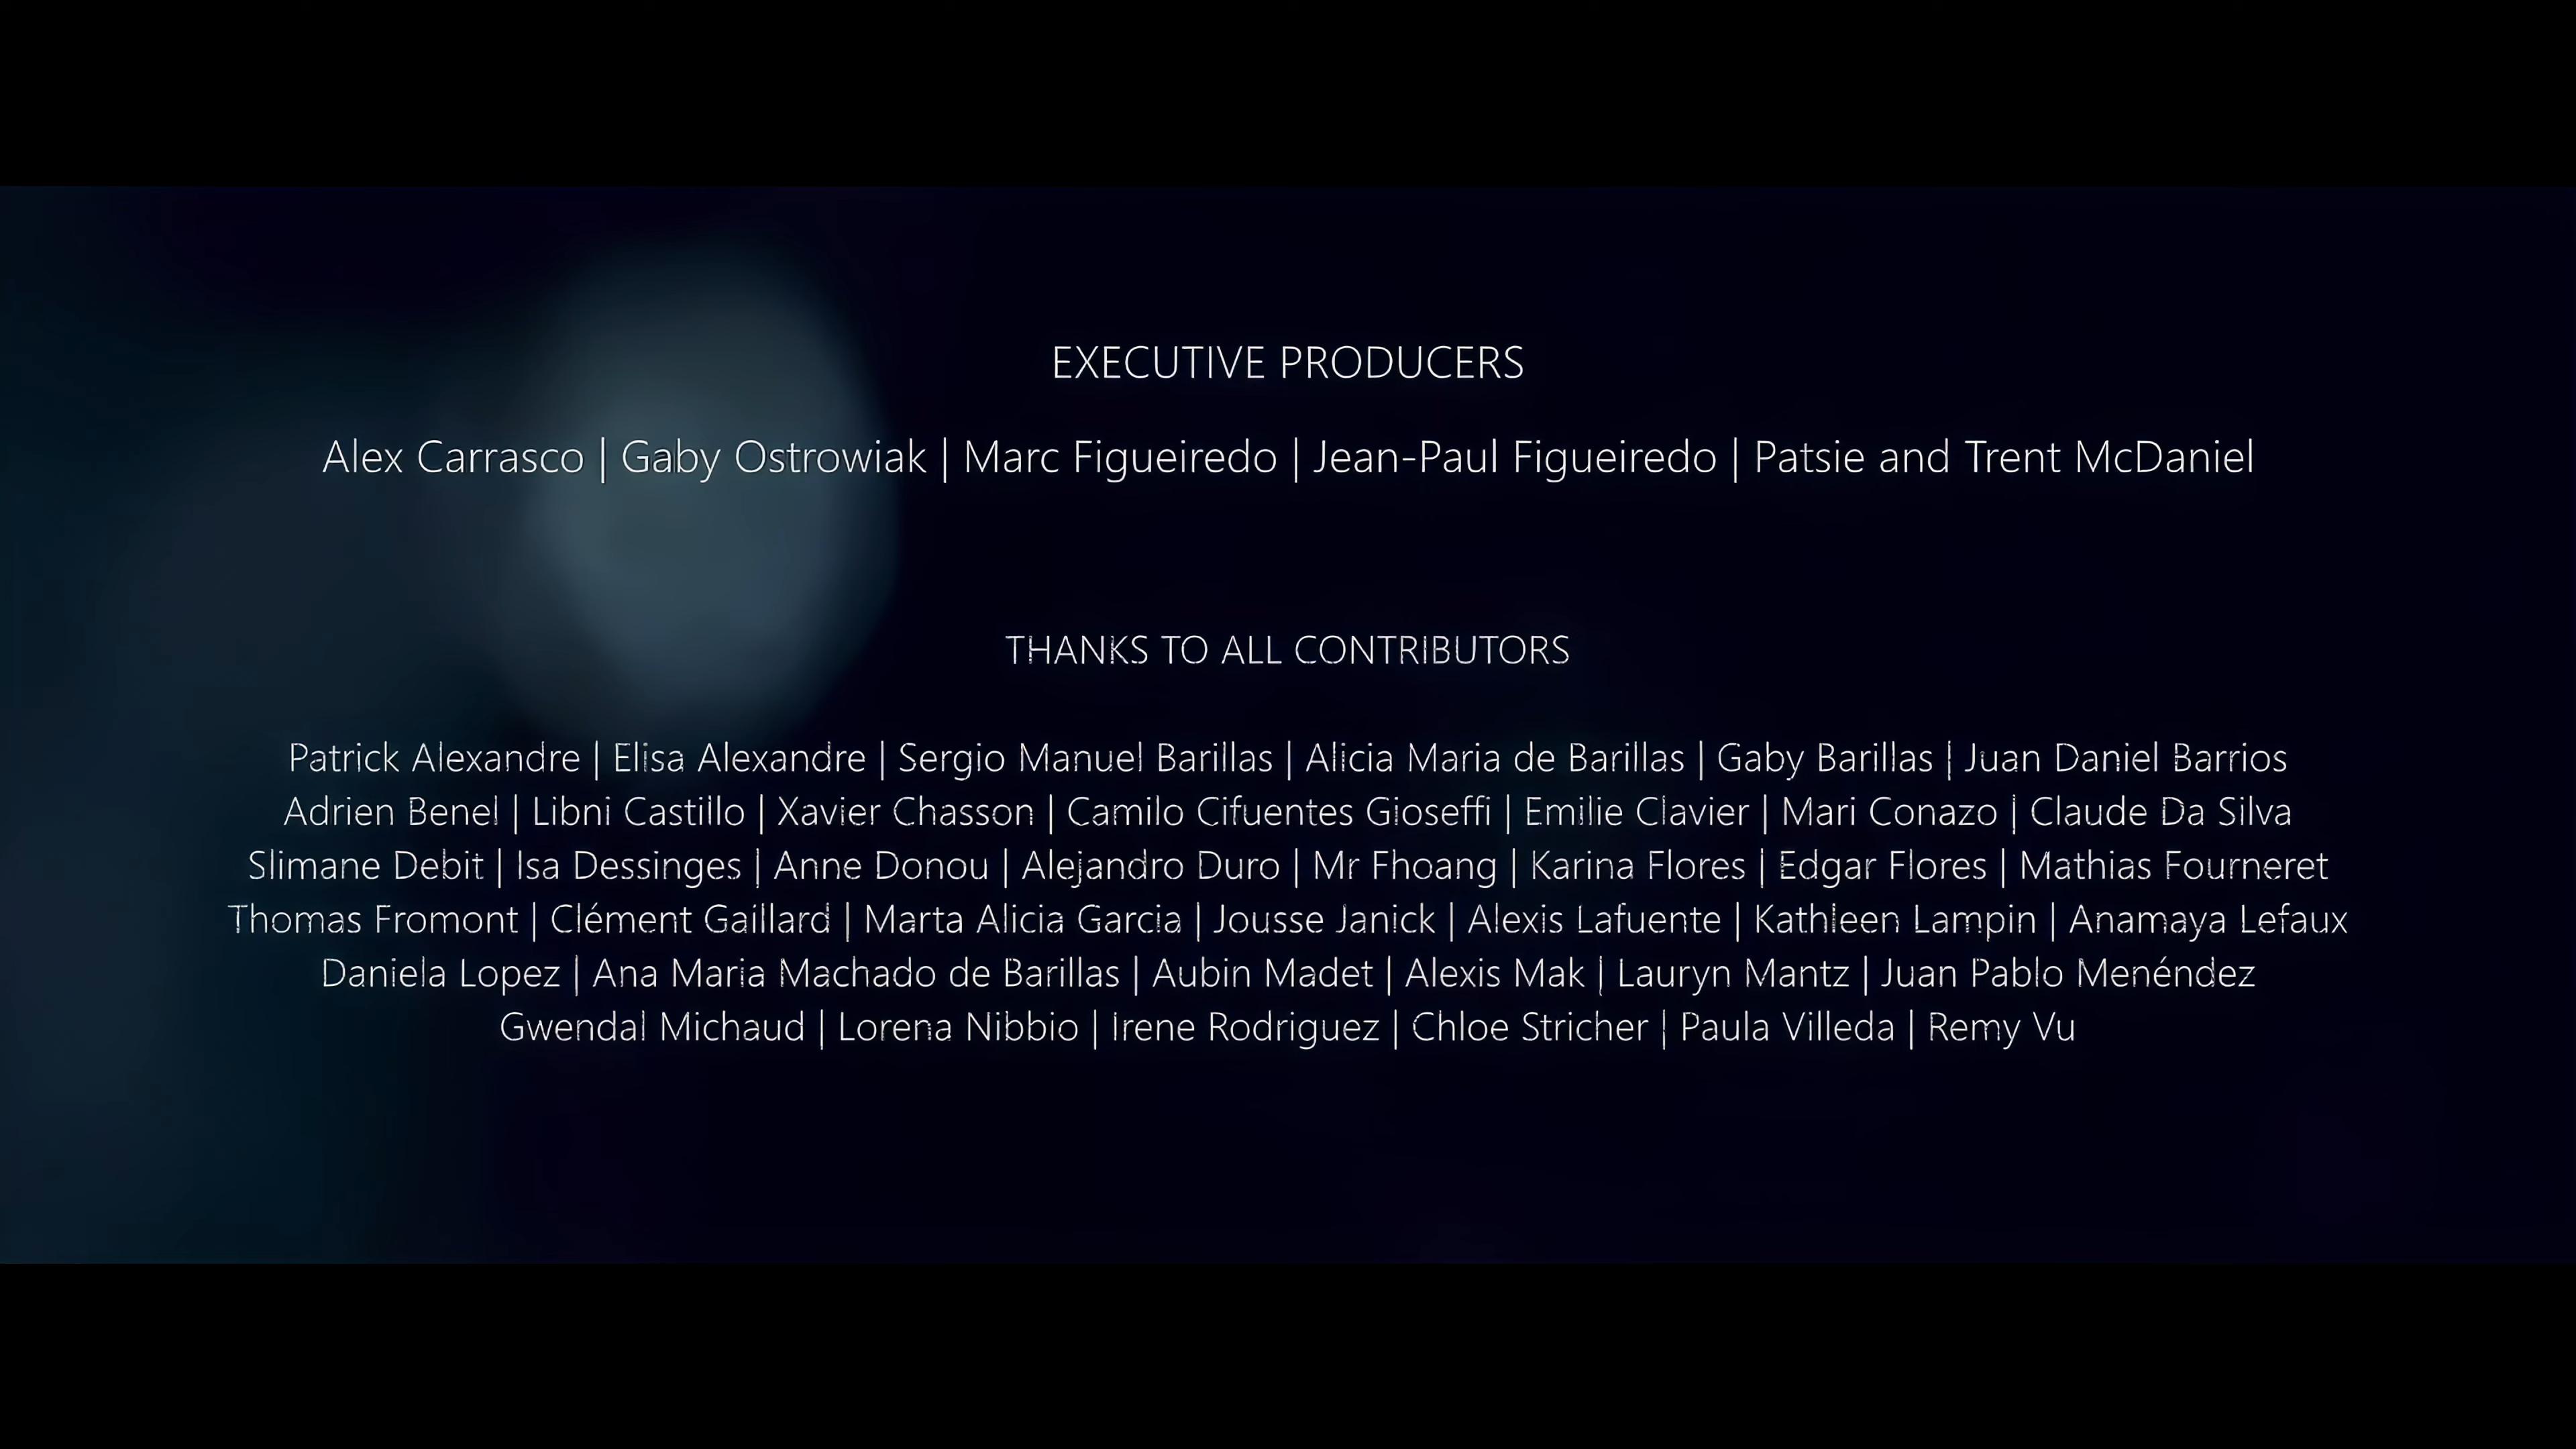 EXECUTIVE PRODUCERS
Alex Carrasco | Gaby Ostrowiak | Marc Figueiredo | Jean-Paul Figueiredo | Patsie and Trent McDaniel
THANKS TO ALL CONTRIBUTORS
Patrick Alexandre | Elisa Alexandre | Sergio Manuel Barillas | Alicia Maria de Barillas | Gaby Barillas | Juan Daniel Barrios
Adrien Benel | Libni Castillo | Xavier Chasson | Camilo Cifuentes Gioseffi | Emilie Clavier | Mari Conazo | Claude Da Silva
Slimane Debit | Isa Dessinges | Anne Donou | Alejandro Duro | Mr Fhoang | Karina Flores | Edgar Flores | Mathias Fourneret
Thomas Fromont | Clément Gaillard | Marta Alicia Garcia | Jousse Janick | Alexis Lafuente | Kathleen Lampin | Anamaya Lefaux
Daniela Lopez | Ana Maria Machado de Barillas | Aubin Madet | Alexis Mak | Lauryn Mantz | Juan Pablo Menéndez
Gwendal Michaud | Lorena Nibbio | Irene Rodriguez | Chloe Stricher | Paula Villeda | Remy Vu